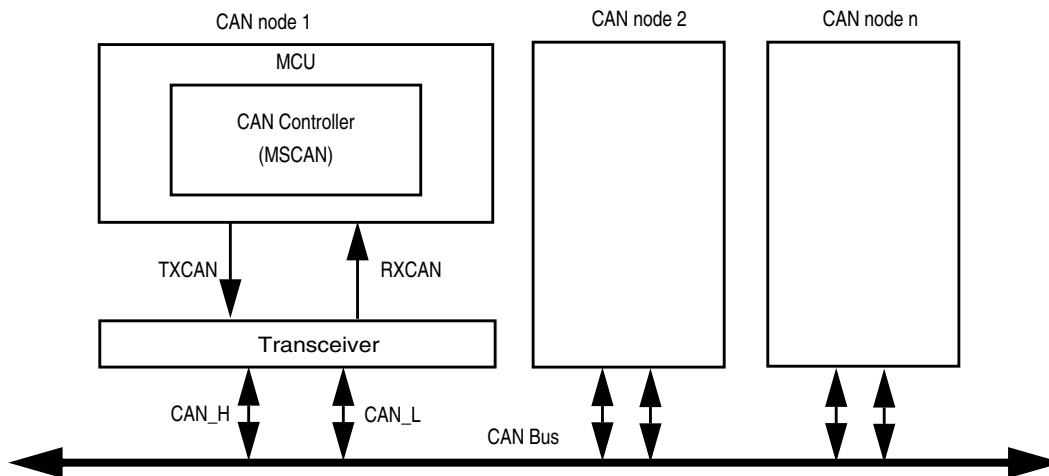 CAN node 1
CAN node 2
CAN node n
MCU
CAN Controller
(MSCAN)
TXCAN
RXCAN
Transceiver
CAN_H
CAN_L
CAN Bus